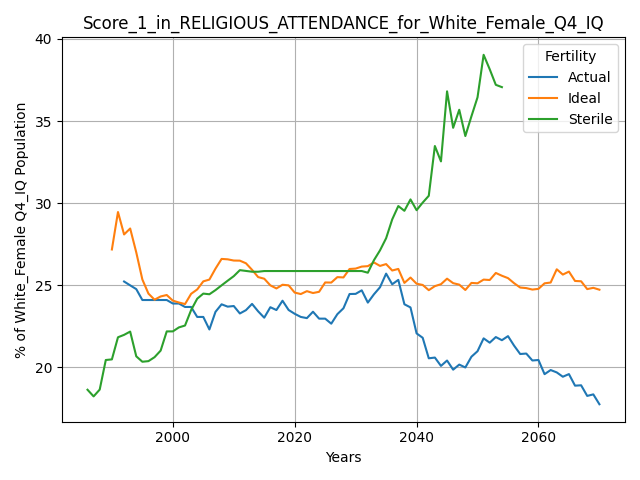 Score_1_in_RELIGIOUS_ATTENDANCE_for_White_Female_Q4_IQ
% of White_Female Q4_IQ Population
40
35
30
25
20
Fertility
Actual
Ideal
Sterile
2000
2020
2040
2060
Years